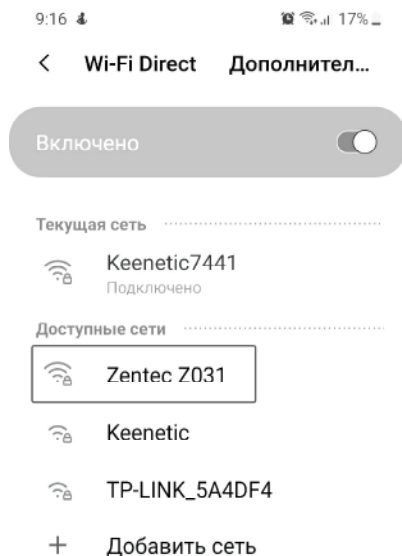 9:16 17%
Wi-Fi Direct Дополнител...
Включено
Текущая сеть
Keenetic7441
Подключено
Доступные сети
Zentec Z031
Keenetic
TP-LINK_5A4DF4
+ Добавить сеть